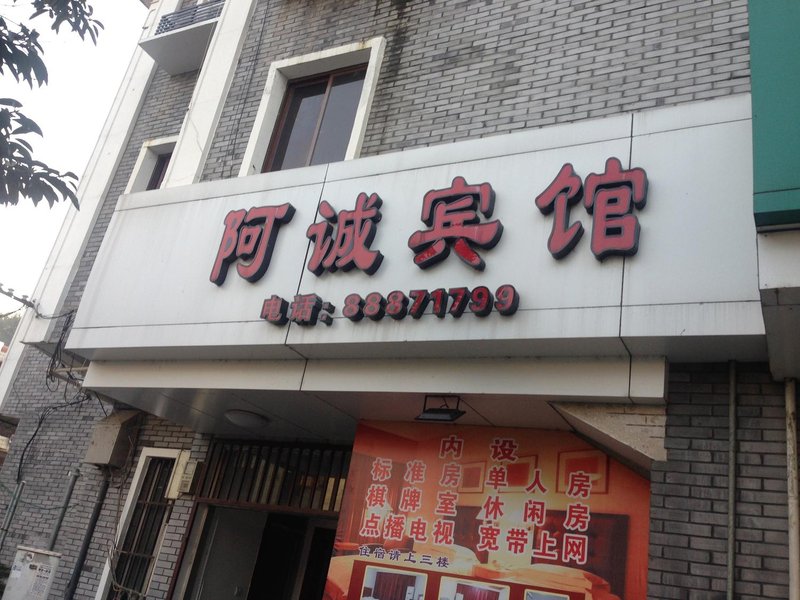 阿诚宾馆
电话:88871799
内设
标准房 单人房
棋牌室 休闲房
点播电视 宽带上网
住宿请上三楼